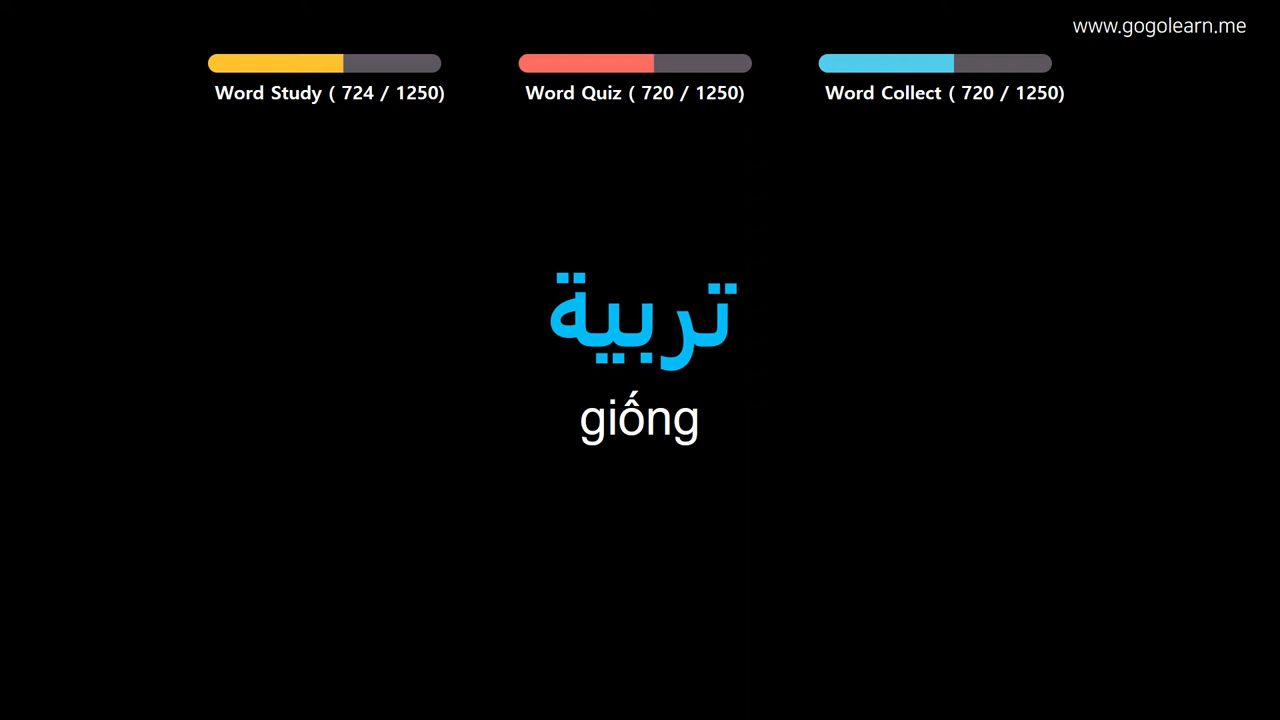 www.gogolearn.me
Word Study ( 724 / 1250)
Word Quiz ( 720 / 1250)
Word Collect ( 720 / 1250)
تربية
giống